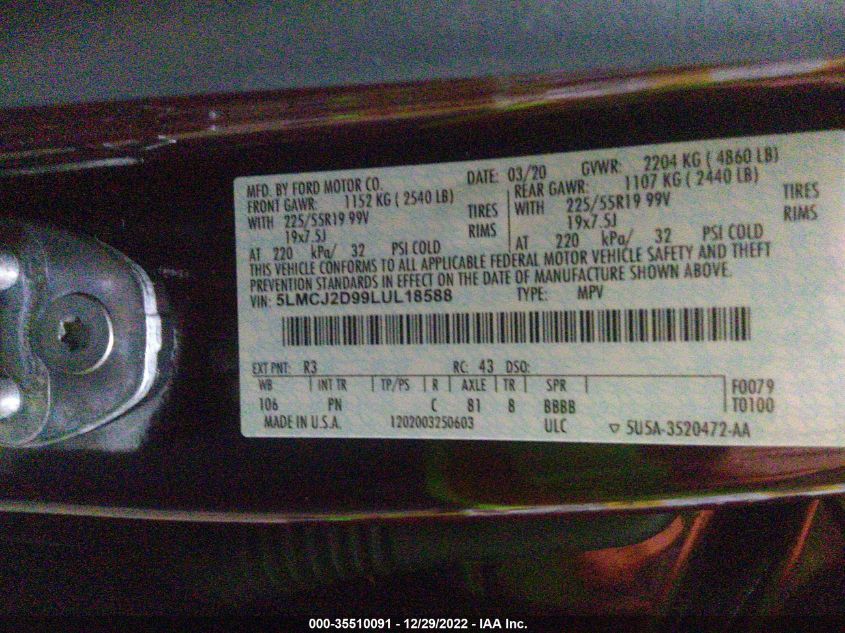 MFD. BY FORD MOTOR CO. DATE: 03/20 GVWR: 2204 KG ( 4860 LB)
FRONT GAWR: 1152 KG ( 2540 LB) REAR GAWR: 1107 KG ( 2440 LB)
WITH 225/55R19 99V TIRES WITH 225/55R19 99V TIRES
19x7.5J RIMS 19x7.5J RIMS
AT 220 kPa/ 32 PSI COLD AT 220 kPa/ 32 PSI COLD
THIS VEHICLE CONFORMS TO ALL APPLICABLE FEDERAL MOTOR VEHICLE SAFETY AND THEFT
PREVENTION STANDARDS IN EFFECT ON THE DATE OF MANUFACTURE SHOWN ABOVE.
VIN: 5LMCJ2D99LUL18588 TYPE: MPV
EXT PNT: R3 RC: 43 DSO:
WB INT TR TP/PS R AXLE TR SPR F0079
106 PN C 81 8 BBBB T0100
MADE IN U.S.A. 1202003250603 ULC ▽ 5U5A-3520472-AA
000-35510091 - 12/29/2022 - IAA Inc.